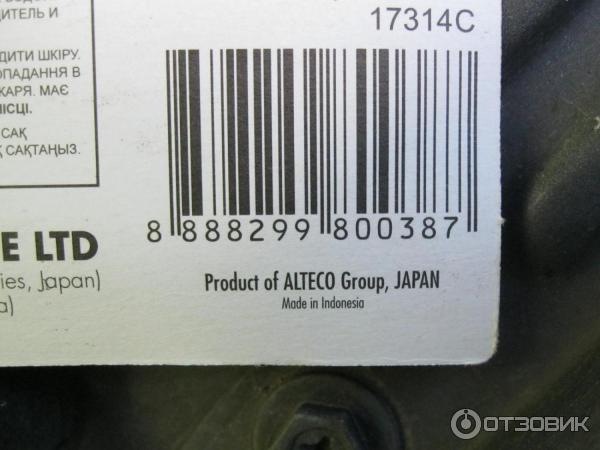 17314C
ДИТЕЛЬ И
ДИТИ ШКІРУ.
ОПАДАННЯ В
КАРЯ. МАЄ
ІСЦІ.
САҚ
САҚТАҢЫЗ.
8 888299 800387
E LTD
ies, Japan)
a)
Product of ALTECO Group, JAPAN
Made in Indonesia
ОТЗОВИК